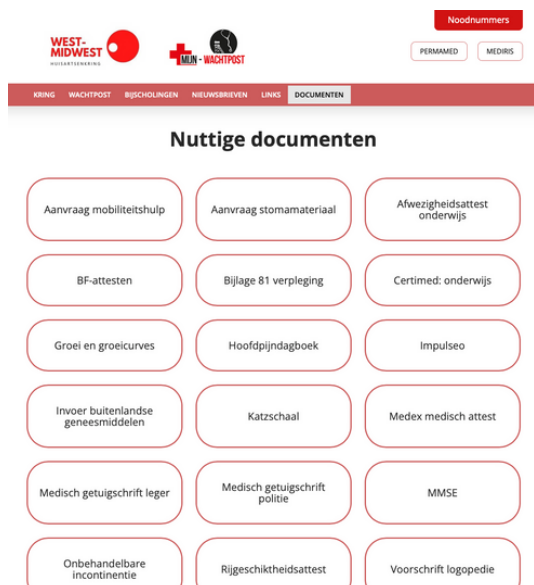 Noodnummers
WEST-
MIDWEST
HUISARTSENKRING
MIJN - WACHTPOST
PERMAMED
MEDIRIS
KRING WACHTPOST BIJSCHOLINGEN NIEUWSBRIEVEN LINKS DOCUMENTEN
Nuttige documenten
Aanvraag mobiliteitshulp
Aanvraag stomamateriaal
Afwezigheidsattest
onderwijs
BF-attesten
Bijlage 81 verpleging
Certimed: onderwijs
Groei en groeicurves
Hoofdpijndagboek
Impulseo
Invoer buitenlandse
geneesmiddelen
Katzschaal
Medex medisch attest
Medisch getuigschrift leger
Medisch getuigschrift
politie
MMSE
Onbehandelbare
incontinentie
Rijgeschiktheidsattest
Voorschrift logopedie